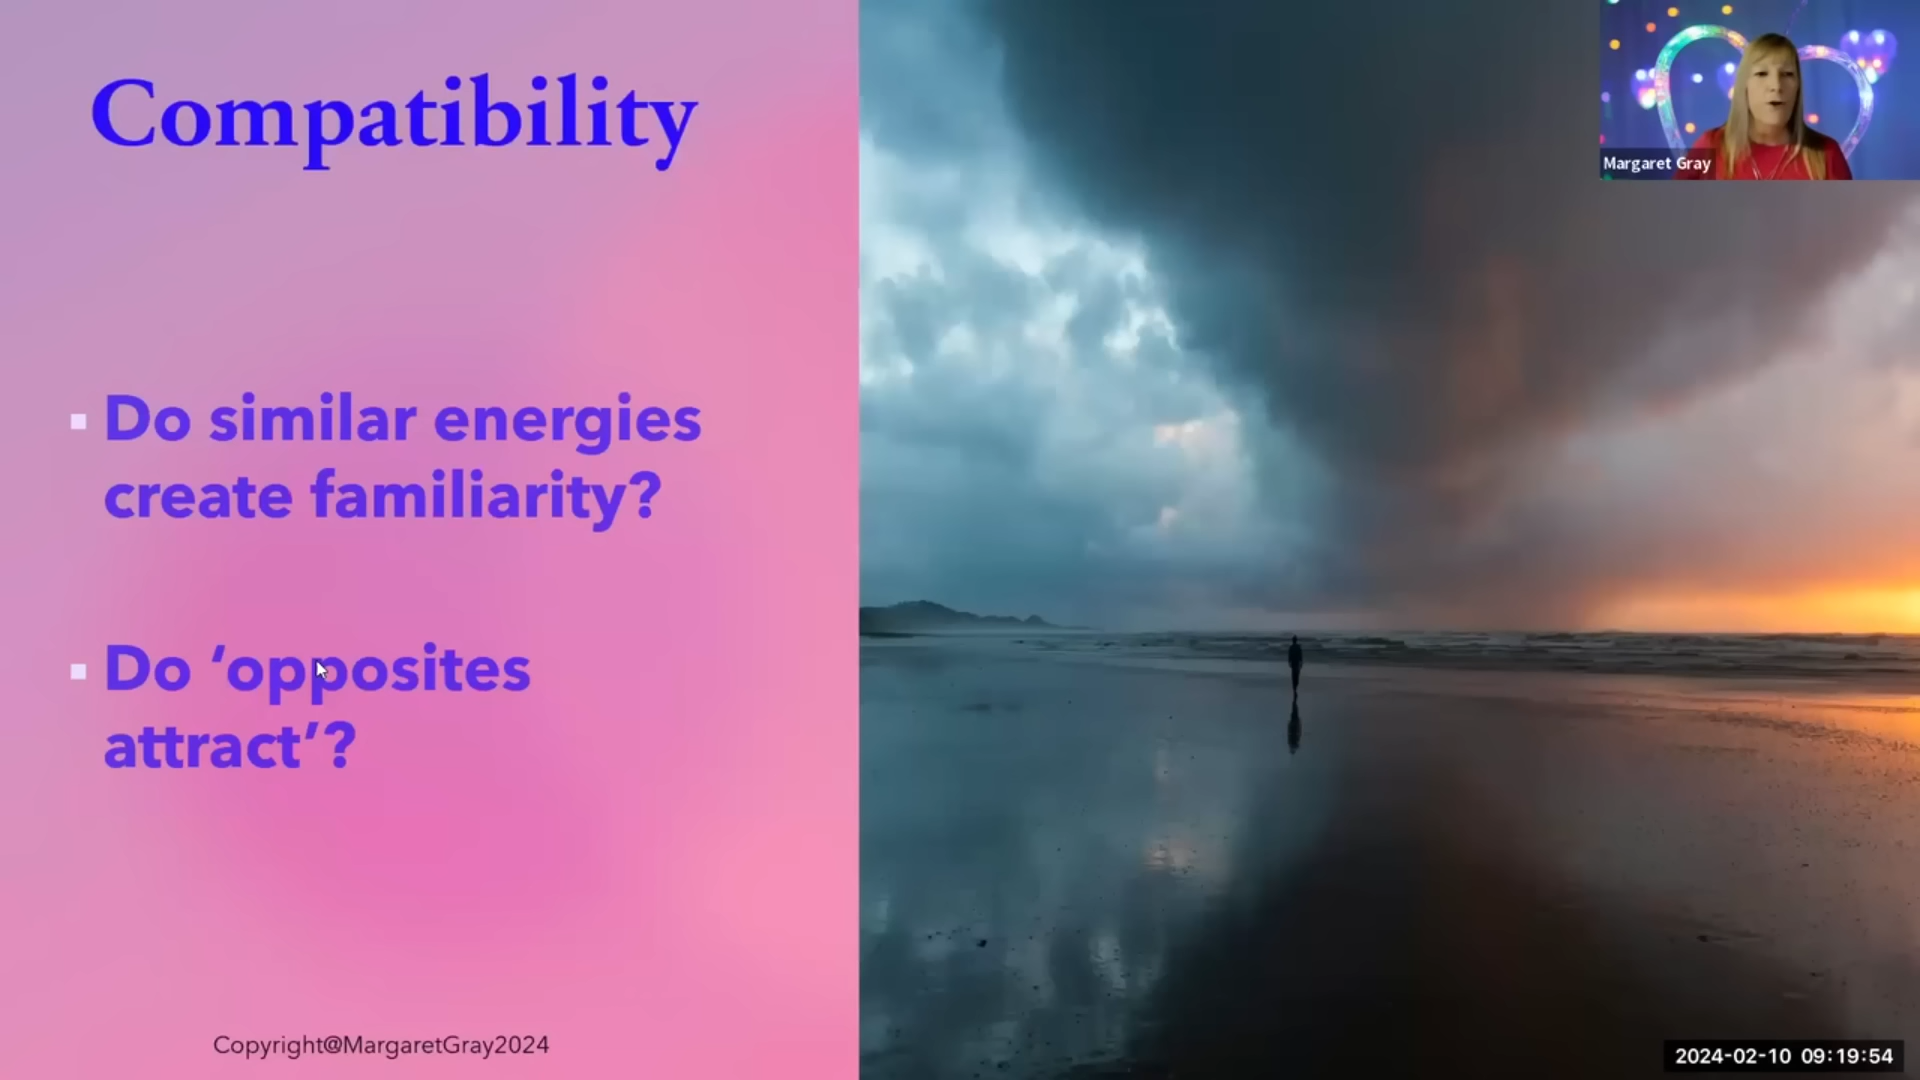 Compatibility
Margaret Gray
Do similar energies
create familiarity?
Do ‘opposites
attract’?
Copyright@MargaretGray2024
2024-02-10 09:19:54